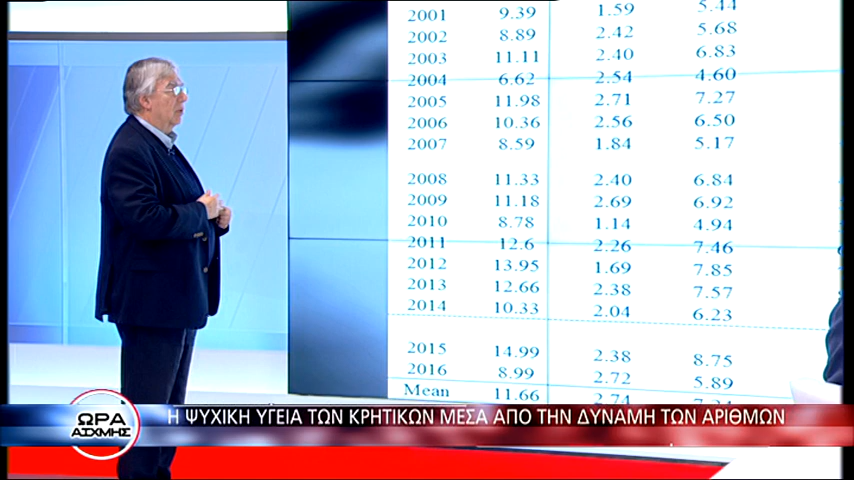 2001 9.39 1.59 5.44
2002 8.89 2.42 5.68
2003 11.11 2.40 6.83
2004 6.62 2.54 4.60
2005 11.98 2.71 7.27
2006 10.36 2.56 6.50
2007 8.59 1.84 5.17
2008 11.33 2.40 6.84
2009 11.18 2.69 6.92
2010 8.78 1.14 4.94
2011 12.6 2.26 7.46
2012 13.95 1.69 7.85
2013 12.66 2.38 7.57
2014 10.33 2.04 6.23
2015 14.99 2.38 8.75
2016 8.99 2.72 5.89
Mean 11.66 2.74
ΩΡΑ
ΑΙΧΜΗΣ
Η ΨΥΧΙΚΗ ΥΓΕΙΑ ΤΩΝ ΚΡΗΤΙΚΩΝ ΜΕΣΑ ΑΠΟ ΤΗΝ ΔΥΝΑΜΗ ΤΩΝ ΑΡΙΘΜΩΝ